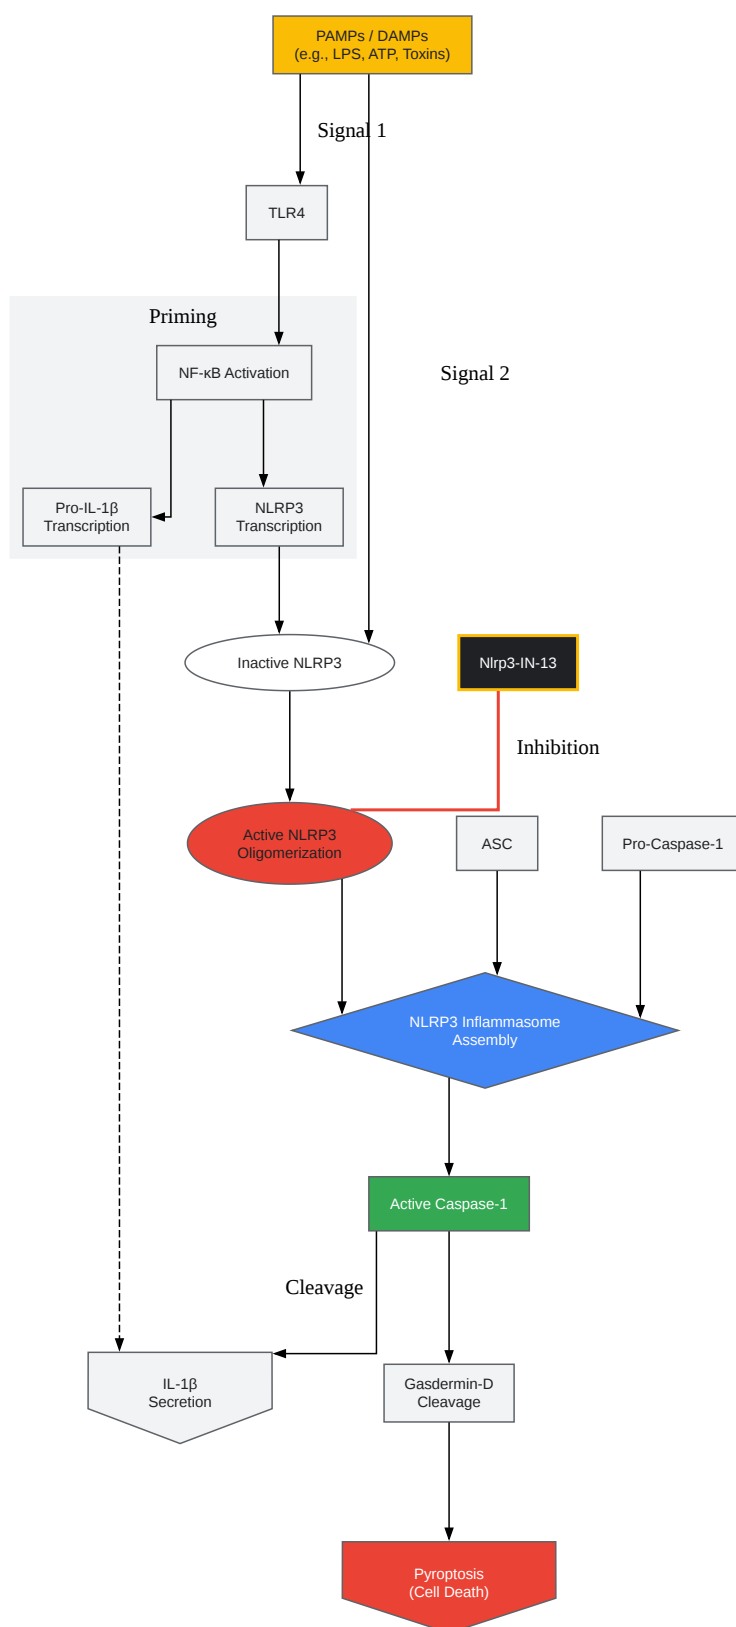 PAMPs / DAMPs
(e.g., LPS, ATP, Toxins)
Signal 1
TLR4
Priming
NF-κB Activation
Signal 2
Pro-IL-1β
Transcription
NLRP3
Transcription
Inactive NLRP3
Nlrp3-IN-13
Inhibition
Active NLRP3
Oligomerization
ASC
Pro-Caspase-1
NLRP3 Inflammasome
Assembly
Active Caspase-1
Cleavage
IL-1β
Secretion
Gasdermin-D
Cleavage
Pyroptosis
(Cell Death)